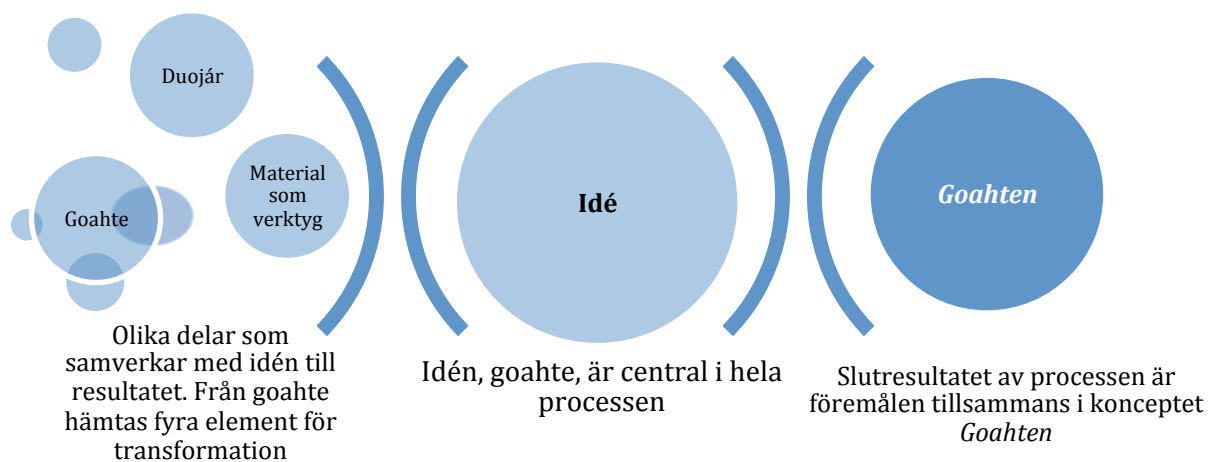 Duojár
Material
som
verktyg
Goahte
Olika delar som
samverkar med idén till
resultatet. Från goahte
hämtas fyra element för
transformation
Idé
Idén, goahte, är central i hela
processen
Goahten
Slutresultatet av processen är
föremålen tillsammans i konceptet
Goahten